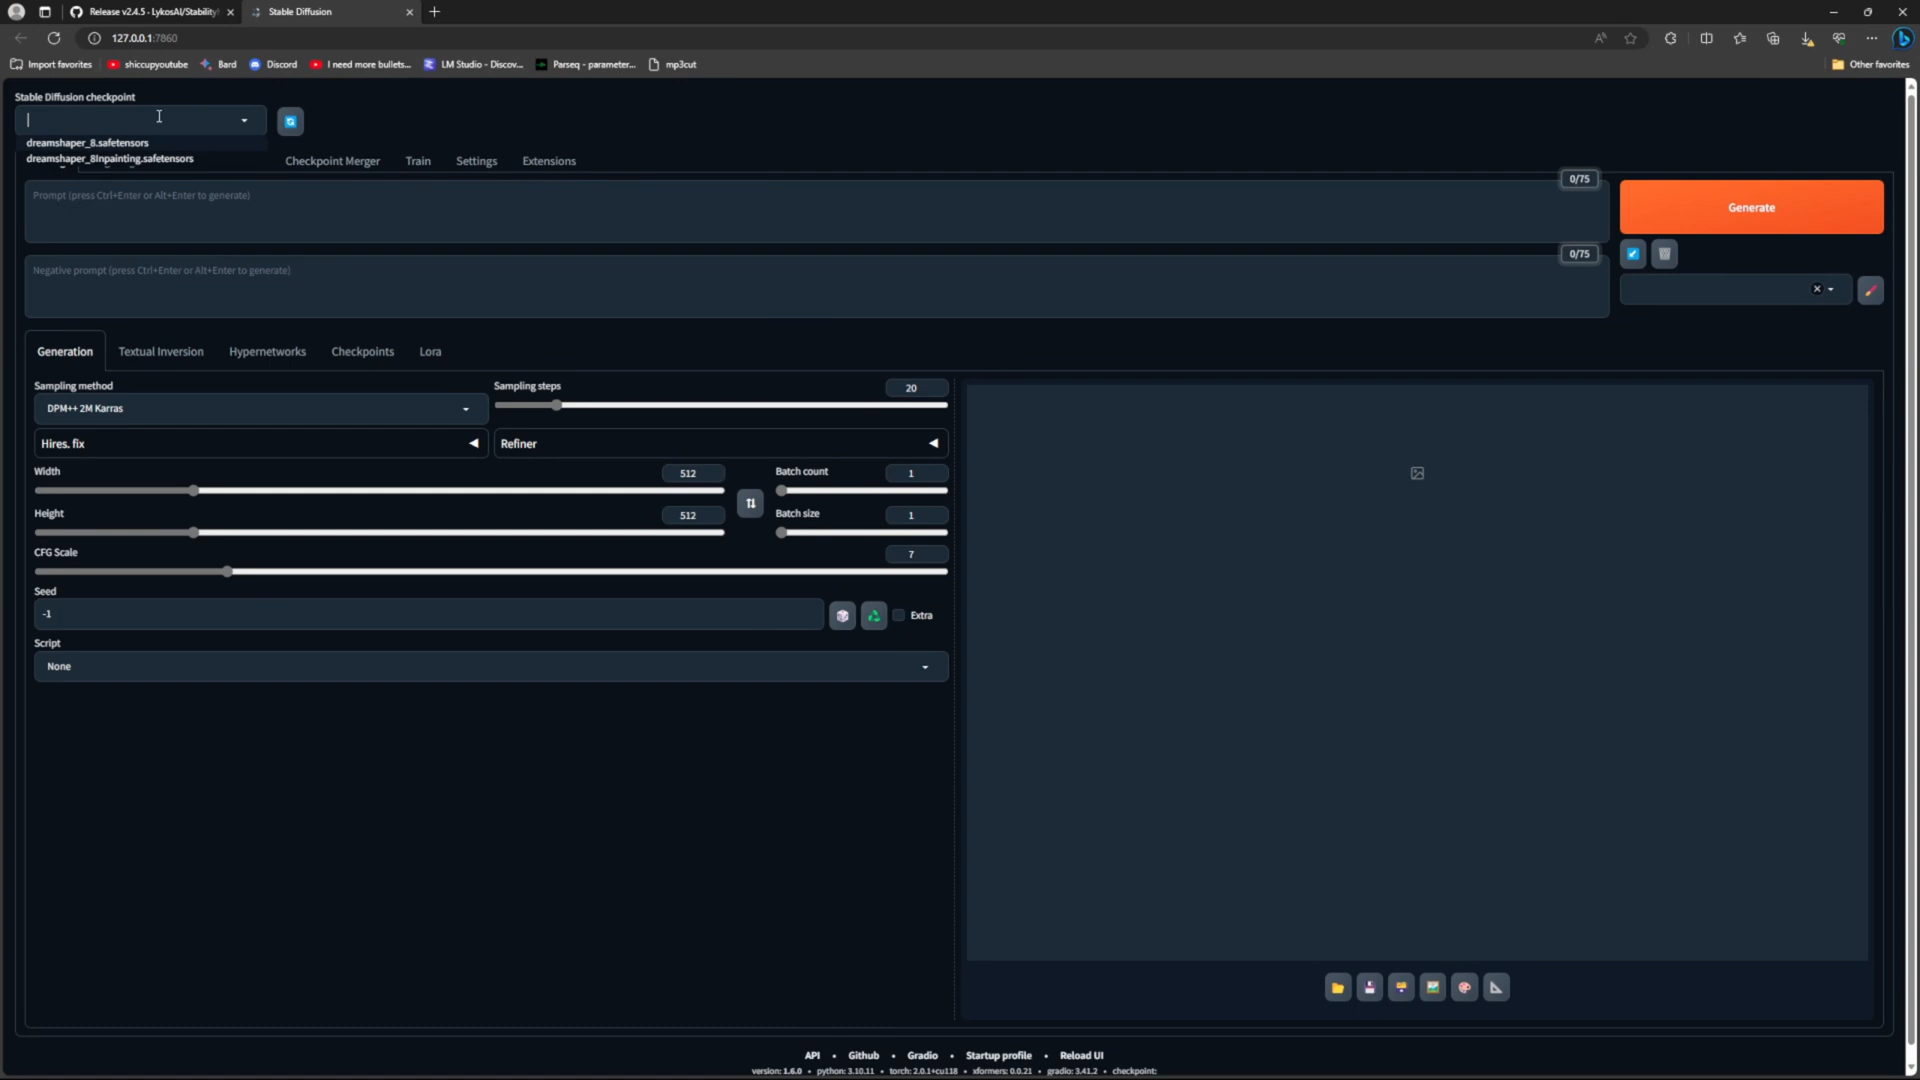 Release v2.4.5 · LykosAI/Stability
Stable Diffusion
127.0.0.1:7860
Import favorites
shiccupyoutube
Bard
Discord
I need more bullets...
LM Studio - Discov...
Parseq - parameter...
mp3cut
Other favorites
Stable Diffusion checkpoint
dreamshaper_8.safetensors
dreamshaper_8Inpainting.safetensors
Checkpoint Merger
Train
Settings
Extensions
Prompt (press Ctrl+Enter or Alt+Enter to generate)
0/75
Generate
Negative prompt (press Ctrl+Enter or Alt+Enter to generate)
0/75
Generation
Textual Inversion
Hypernetworks
Checkpoints
Lora
Sampling method
DPM++ 2M Karras
Sampling steps
20
Hires. fix
Refiner
Width
512
Batch count
1
Height
512
Batch size
1
CFG Scale
7
Seed
-1
Extra
Script
None
API • Github • Gradio • Startup profile • Reload UI
version: 1.6.0 • python: 3.10.11 • torch: 2.0.1+cu118 • xformers: 0.0.21 • gradio: 3.41.2 • checkpoint: